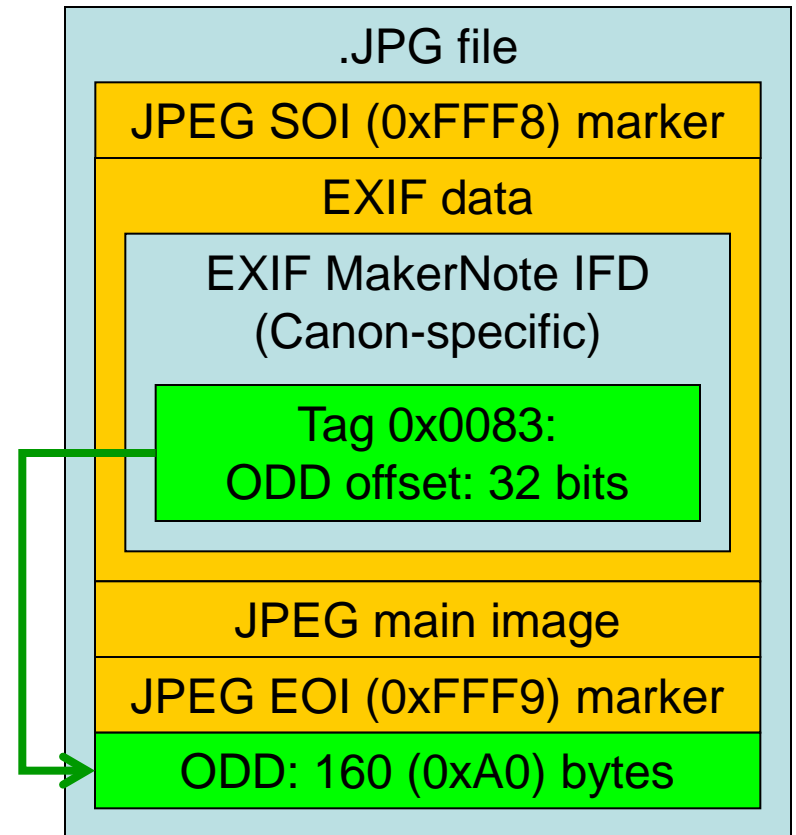 .JPG file
JPEG SOI (0xFFF8) marker
EXIF data
EXIF MakerNote IFD
(Canon-specific)
Tag 0x0083:
ODD offset: 32 bits
JPEG main image
JPEG EOI (0xFFF9) marker
ODD: 160 (0xA0) bytes